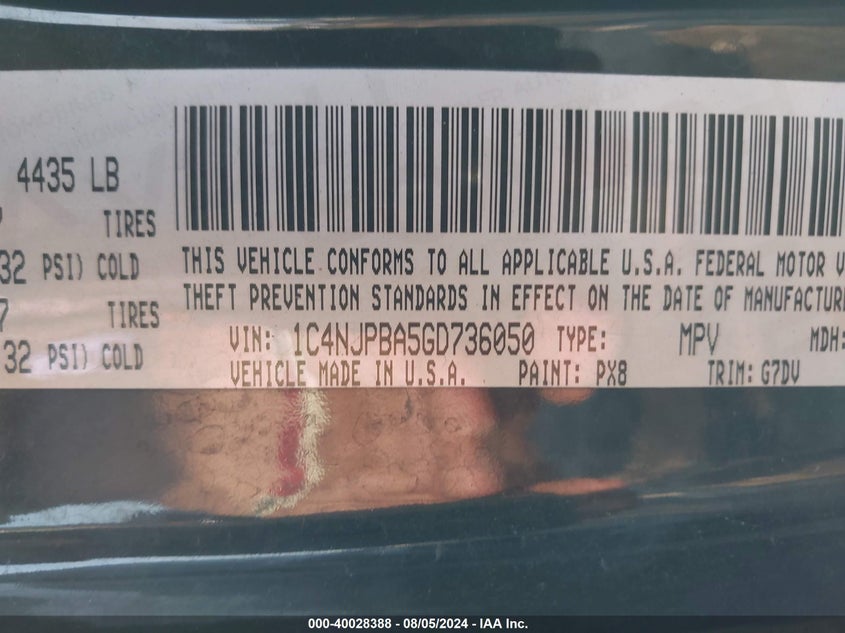 4435 LB
TIRES
32 PSI) COLD
7 TIRES
32 PSI) COLD
THIS VEHICLE CONFORMS TO ALL APPLICABLE U.S.A. FEDERAL MOTOR V
THEFT PREVENTION STANDARDS IN EFFECT ON THE DATE OF MANUFACTUR
VIN: 1C4NJPBA5GD736050 TYPE: MPV MDH:
VEHICLE MADE IN U.S.A. PAINT: PX8 TRIM: G7DV
000-40028388 - 08/05/2024 - IAA Inc.